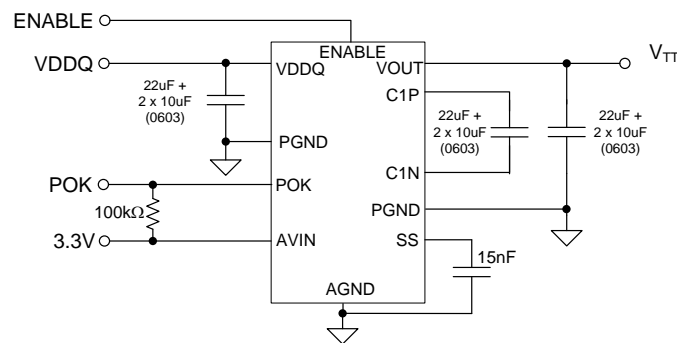 ENABLE
ENABLE
VDDQ
VDDQ
VOUT
V_TT
22uF +
2 x 10uF
(0603)
C1P
22uF +
2 x 10uF
(0603)
22uF +
2 x 10uF
(0603)
PGND
C1N
POK
POK
PGND
100kΩ
3.3V
AVIN
SS
15nF
AGND